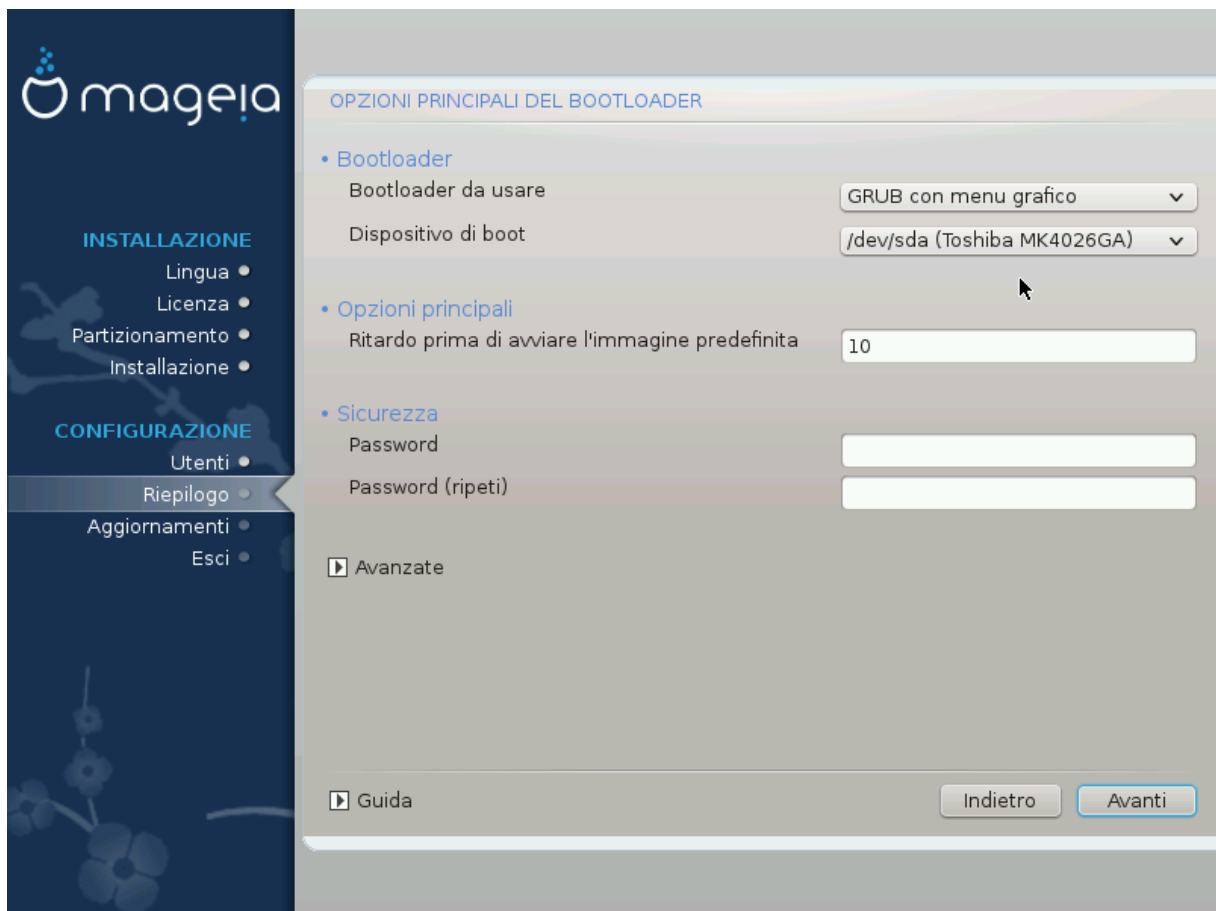 mageia
INSTALLAZIONE
Lingua
Licenza
Partizionamento
Installazione
CONFIGURAZIONE
Utenti
Riepilogo
Aggiornamenti
Esci
OPZIONI PRINCIPALI DEL BOOTLOADER
• Bootloader
Bootloader da usare
GRUB con menu grafico
Dispositivo di boot
/dev/sda (Toshiba MK4026GA)
• Opzioni principali
Ritardo prima di avviare l'immagine predefinita
10
• Sicurezza
Password
Password (ripeti)
Avanzate
Guida
Indietro
Avanti